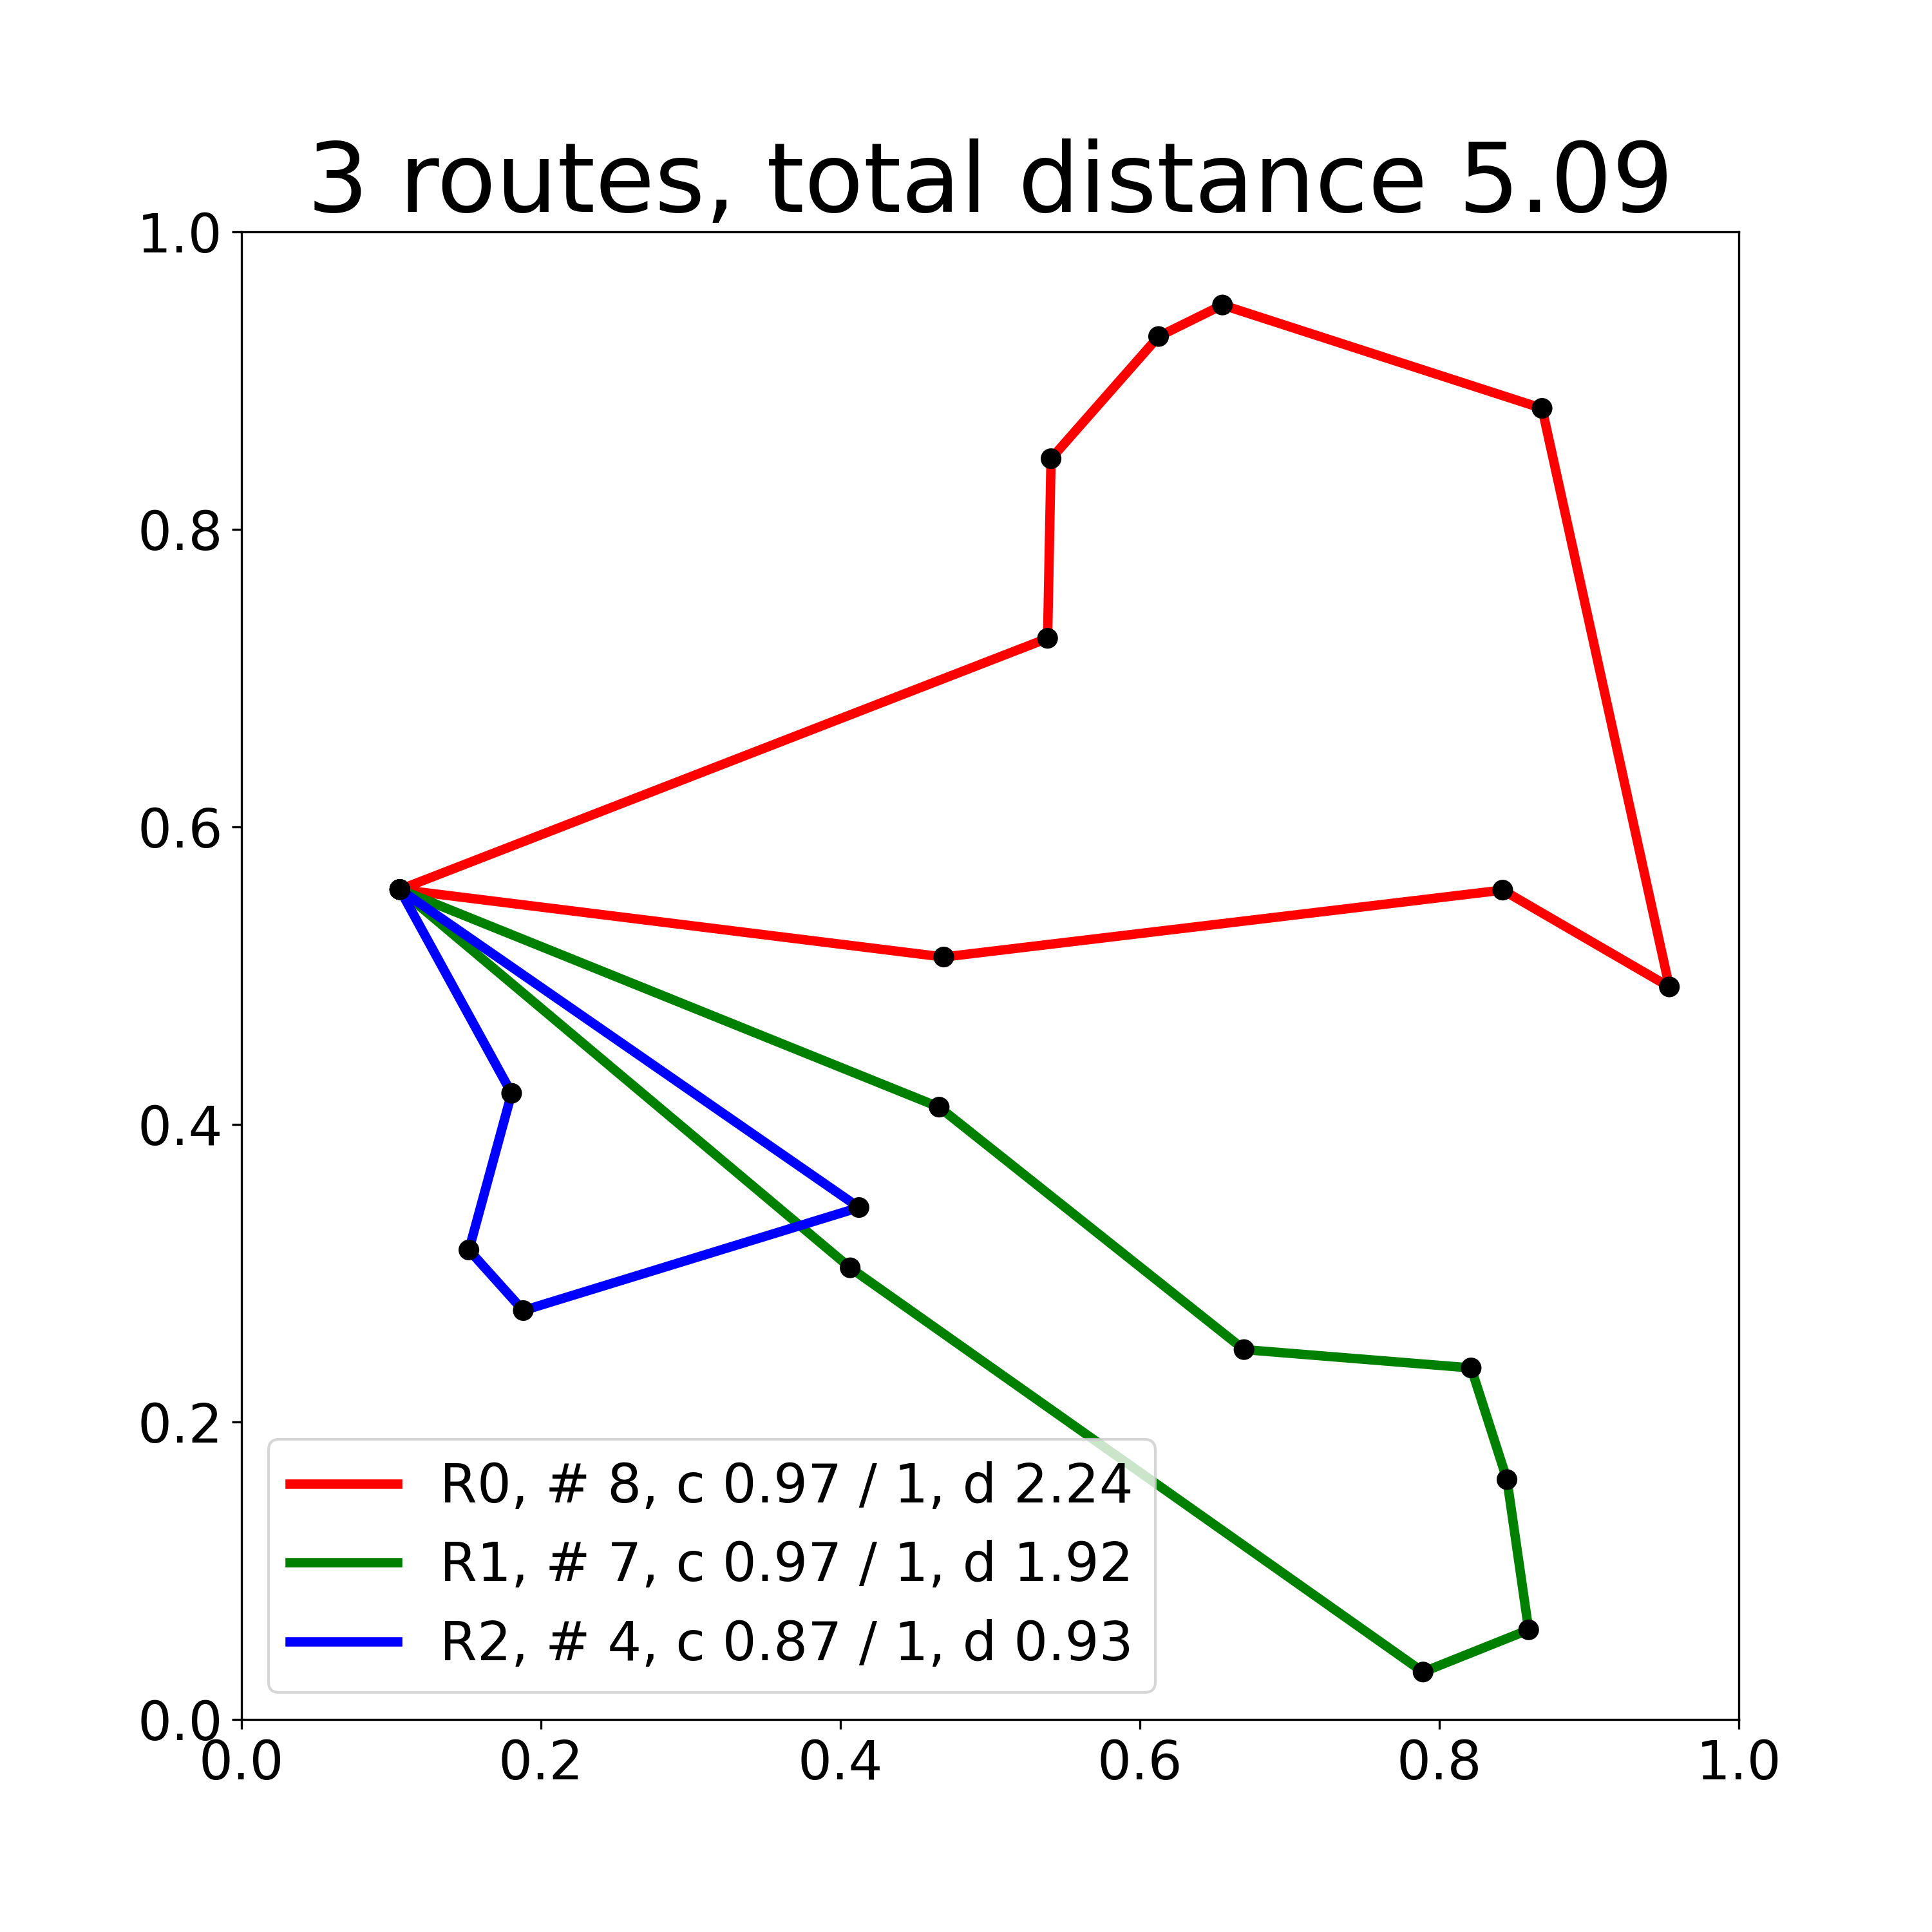 3 routes, total distance 5.09
1.0
0.8
0.6
0.4
0.2
0.0
R0, # 8, c 0.97 / 1, d 2.24
R1, # 7, c 0.97 / 1, d 1.92
R2, # 4, c 0.87 / 1, d 0.93
0.0 0.2 0.4 0.6 0.8 1.0